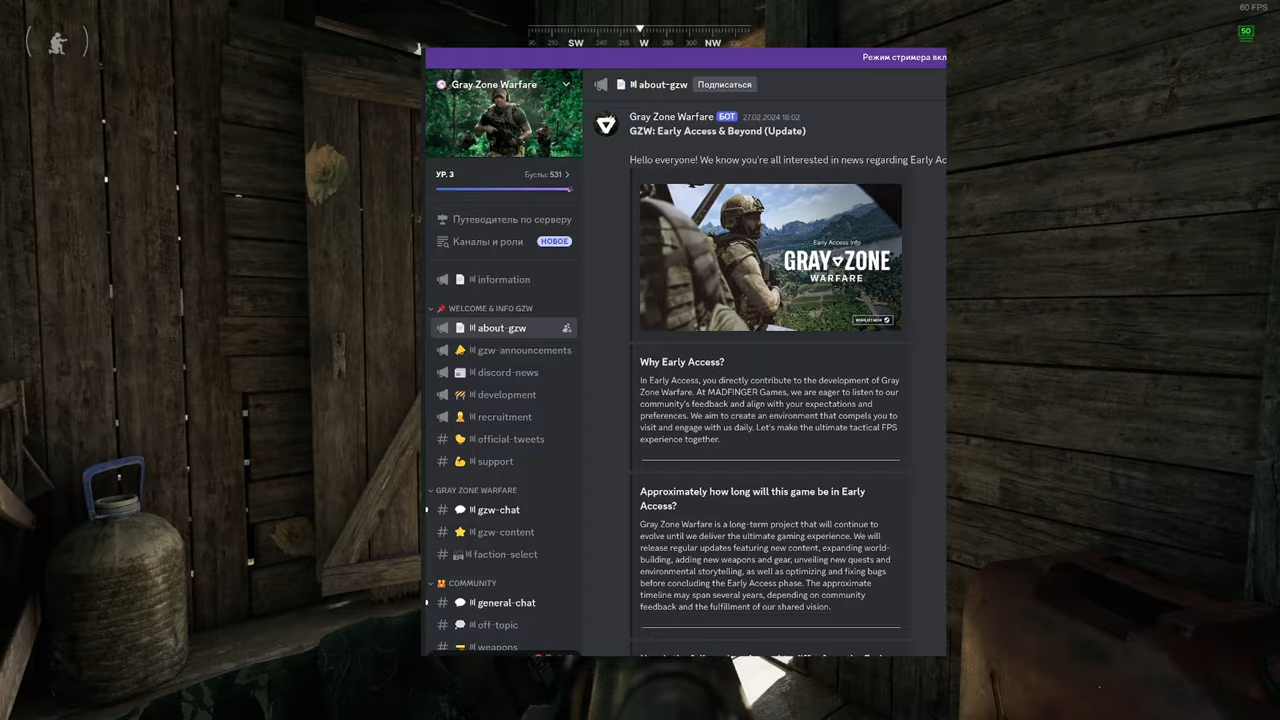 60 FPS
50
SW 240 255 W 285 300 NW
Режим стримера вкл
Gray Zone Warfare
about-gzw Подписаться
Gray Zone Warfare БОТ 27.02.2024 18:02
GZW: Early Access & Beyond (Update)
Hello everyone! We know you're all interested in news regarding Early Ac
УР. 3 Бусты: 531
Путеводитель по серверу
Каналы и роли НОВОЕ
information
WELCOME & INFO GZW
about-gzw
gzw-announcements
discord-news
development
recruitment
official-tweets
support
GRAY ZONE WARFARE
gzw-chat
gzw-content
faction-select
COMMUNITY
general-chat
off-topic
weapons
Early Access Info
GRAY ZONE
WARFARE
WISHLIST NOW
Why Early Access?
In Early Access, you directly contribute to the development of Gray
Zone Warfare. At MADFINGER Games, we are eager to listen to our
community's feedback and align with your expectations and
preferences. We aim to create an environment that compels you to
visit and engage with us daily. Let's make the ultimate tactical FPS
experience together.
Approximately how long will this game be in Early
Access?
Gray Zone Warfare is a long-term project that will continue to
evolve until we deliver the ultimate gaming experience. We will
release regular updates featuring new content, expanding world-
building, adding new weapons and gear, unveiling new quests and
environmental storytelling, as well as optimizing and fixing bugs
before concluding the Early Access phase. The approximate
timeline may span several years, depending on community
feedback and the fulfillment of our shared vision.